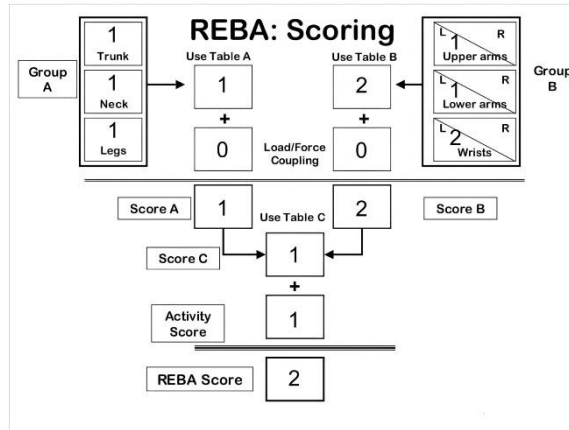 REBA: Scoring
1
Trunk
1
Neck
1
Legs
Group
A
Use Table A
1
+
0
Load/Force
Coupling
Use Table B
2
+
0
L 1 R
Upper arms
L 1 R
Lower arms
L 2 R
Wrists
Group
B
Score A
1
Use Table C
2
Score B
Score C
1
+
Activity
Score
1
REBA Score
2